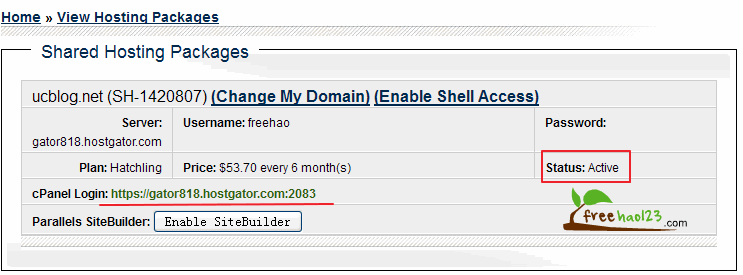 Home » View Hosting Packages
Shared Hosting Packages
ucblog.net (SH-1420807) (Change My Domain) (Enable Shell Access)
Server: gator818.hostgator.com
Username: freehao
Password:
Plan: Hatchling
Price: $53.70 every 6 month(s)
Status: Active
cPanel Login: https://gator818.hostgator.com:2083
Parallels SiteBuilder: Enable SiteBuilder
freehao123.com